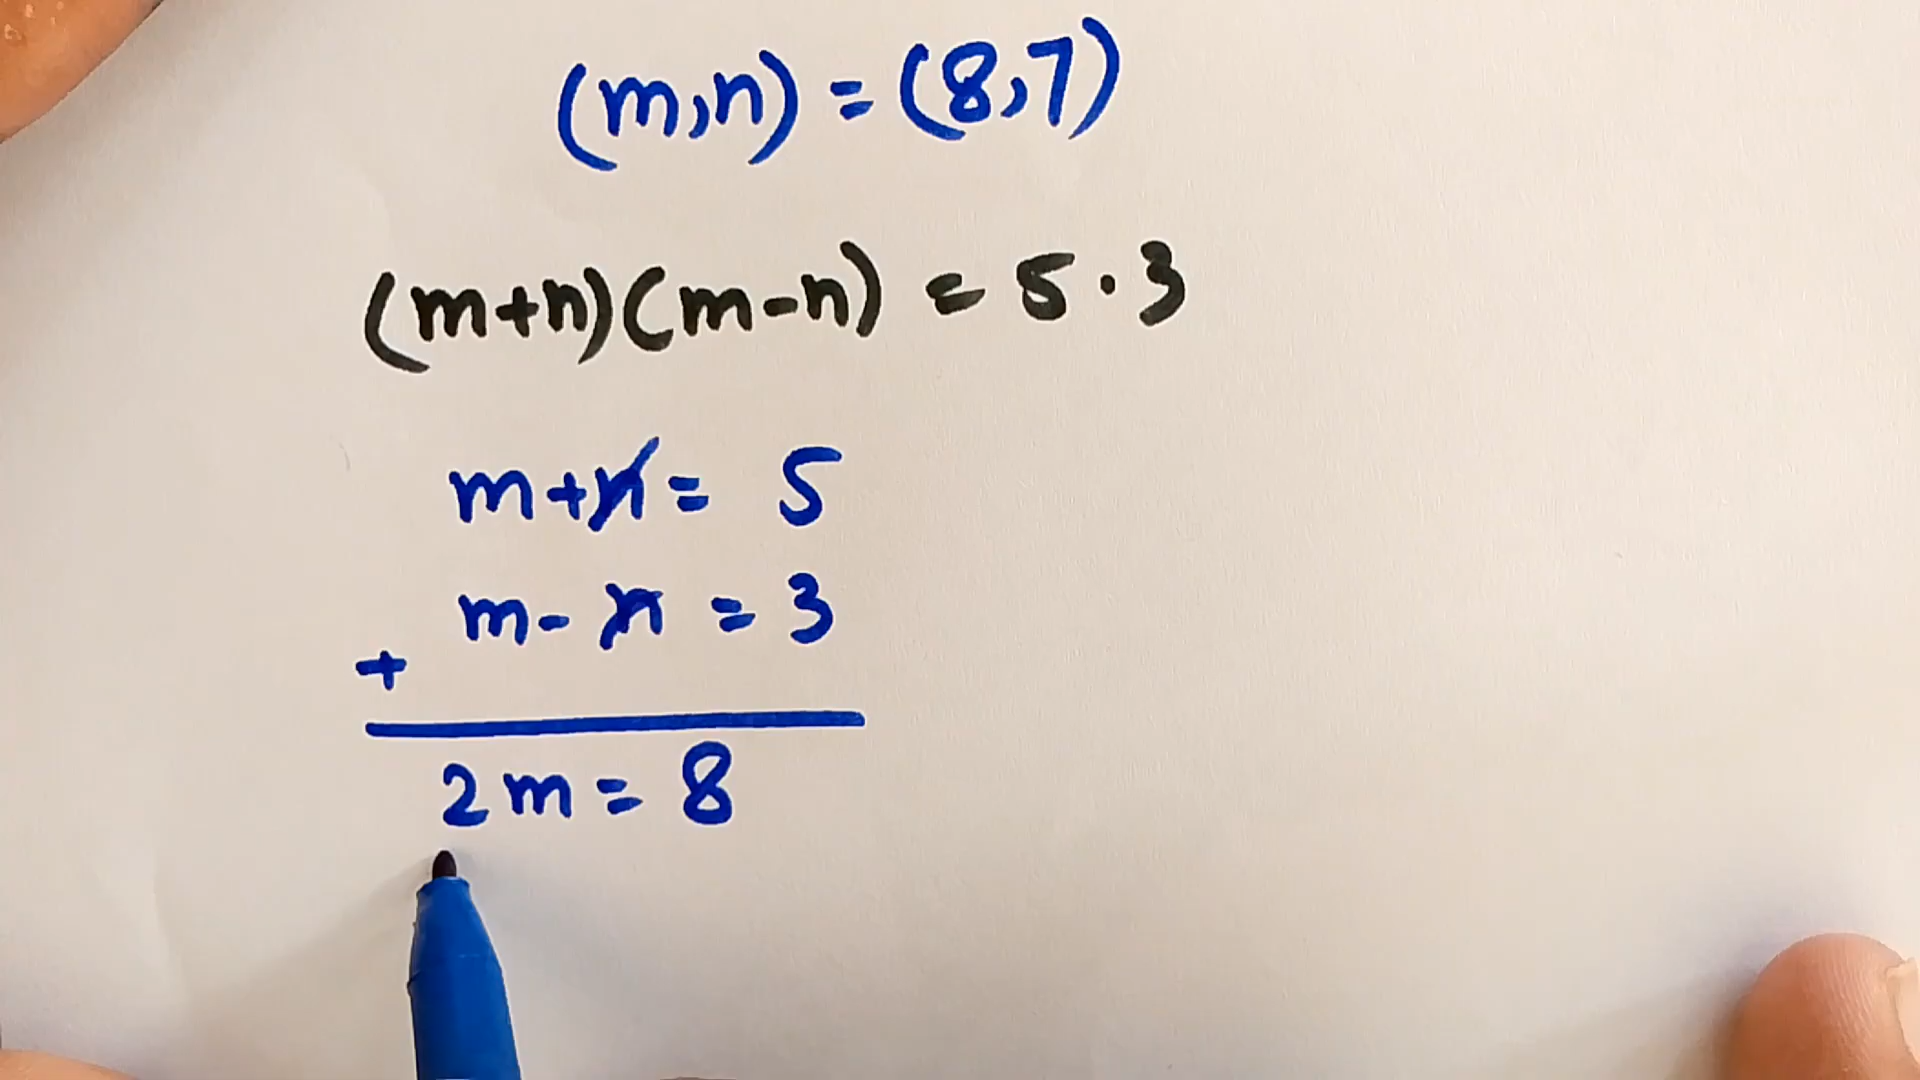 (m,n) = (8,7)
(m+n)(m-n) = 5·3
m+n = 5
m-n = 3
+
2m = 8